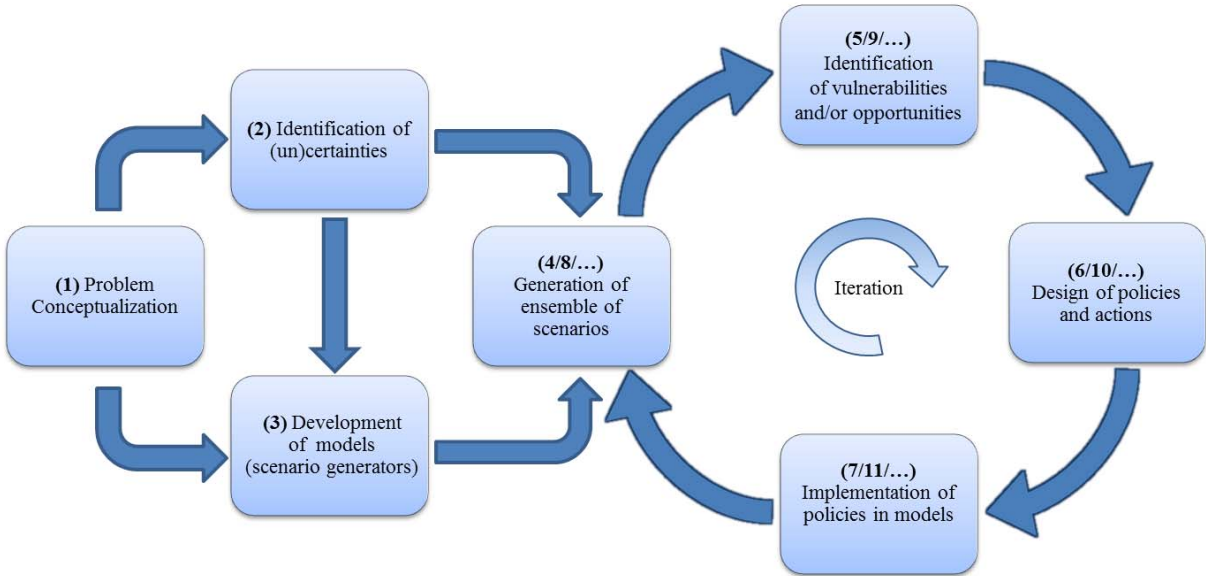 (1) Problem
Conceptualization
(2) Identification of
(un)certainties
(3) Development
of models
(scenario generators)
(4/8/…)
Generation of
ensemble of
scenarios
(5/9/…)
Identification
of vulnerabilities
and/or opportunities
(6/10/…)
Design of policies
and actions
(7/11/…)
Implementation of
policies in models
Iteration